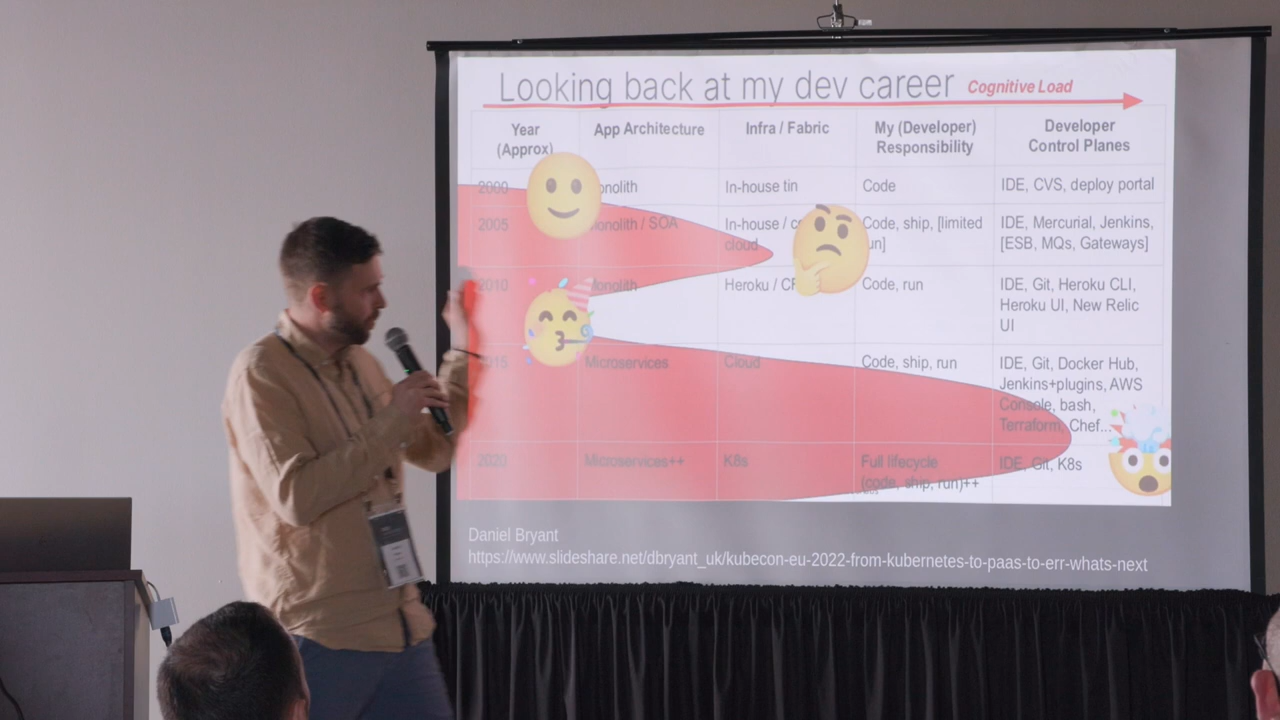 Looking back at my dev career
Cognitive Load
Year
(Approx)
App Architecture
Infra / Fabric
My (Developer)
Responsibility
Developer
Control Planes
2000
onolith
In-house tin
Code
IDE, CVS, deploy portal
2005
onolith / SOA
In-house / c
cloud
Code, ship, [limited
un]
IDE, Mercurial, Jenkins,
[ESB, MQs, Gateways]
2010
onolith
Heroku / CF
Code, run
IDE, Git, Heroku CLI,
Heroku UI, New Relic
UI
15
Microservices
Cloud
Code, ship, run
IDE, Git, Docker Hub,
Jenkins+plugins, AWS
Console, bash,
Terraform, Chef...
2020
Microservices++
K8s
Full lifecycle
(code, ship, run)++
IDE, Git, K8s
Daniel Bryant
https://www.slideshare.net/dbryant_uk/kubecon-eu-2022-from-kubernetes-to-paas-to-err-whats-next